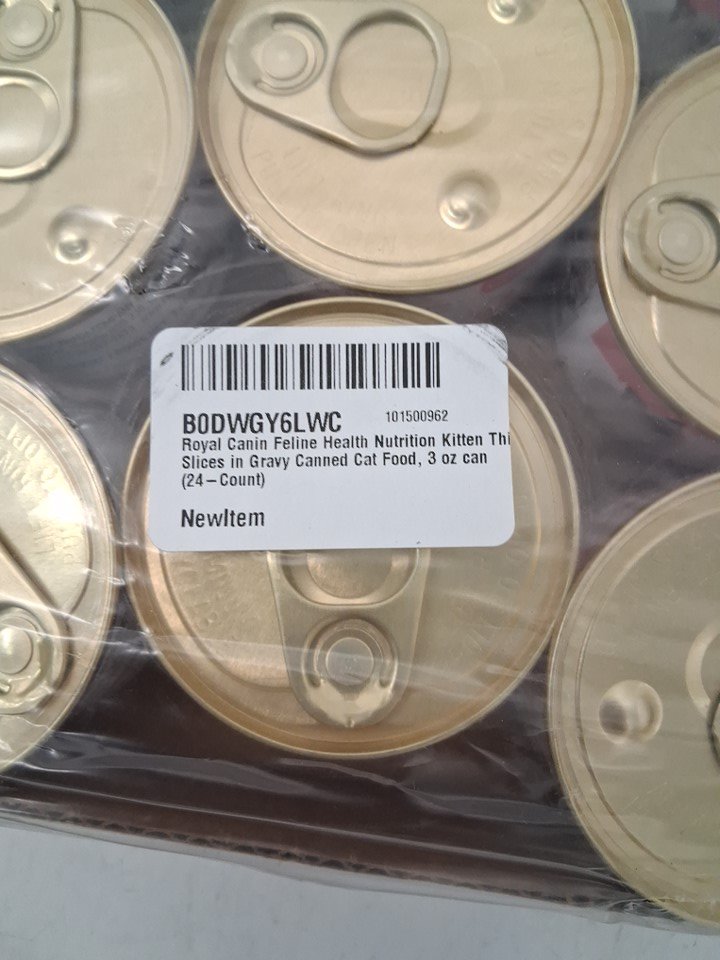 B0DWGY6LWC 101500962
Royal Canin Feline Health Nutrition Kitten Thi
Slices in Gravy Canned Cat Food, 3 oz can
(24-Count)
NewItem